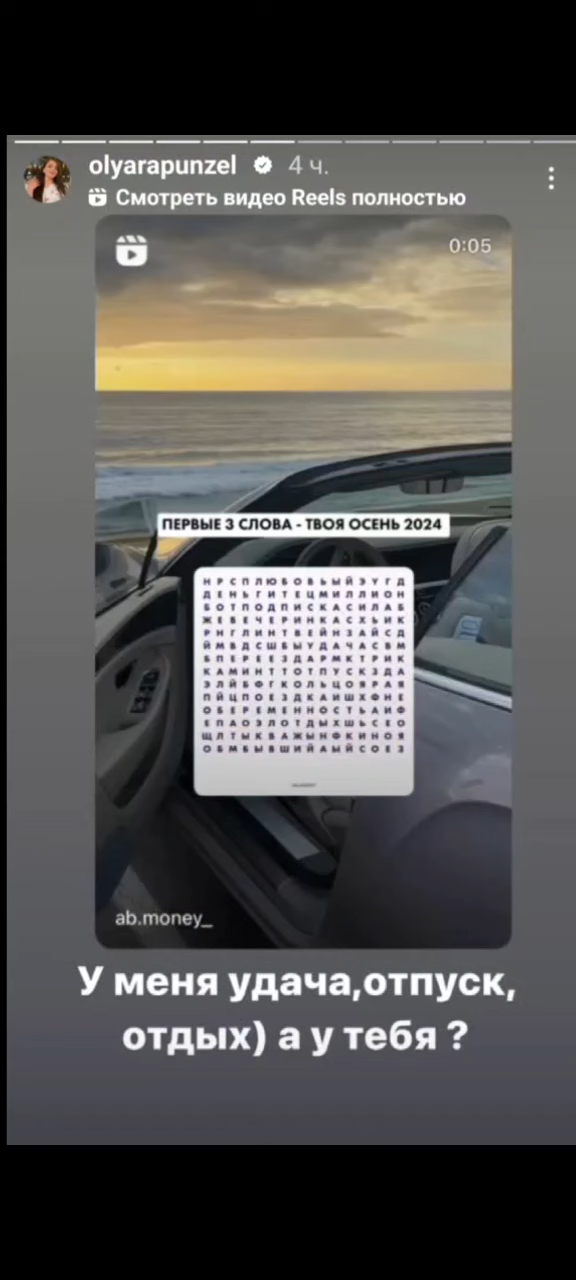 olyarapunzel 4 ч.
Смотреть видео Reels полностью
0:05
ПЕРВЫЕ 3 СЛОВА - ТВОЯ ОСЕНЬ 2024
Н Р С П Л Ю Б О В Ь Ы Й Э У Г Д
Д Е Н Ь Г И Т Е Ц М И Л Л И О Н
Б О Т П О Д П И С К А С И Л А Б
Ж Е В Е Ч Е Р И Н К А С Х Ь И К
Р Н Г Л И Н Т В Е Й Н З А Й С Д
Й М В Д С Ш Б Ы У Д А Ч А С В М
Б П Е Р Е Е З Д А Р М К Т Р И К
К А М И Н Т Т О Т П У С К З Д А
Э Л Й Б Ф Г К О Л Ь Ц О Я Р А Я
П Й Ц П О Е З Д К А И Ш Х Ф Н Е
О Б Е Р Е М Е Н Н О С Т Ь А И Ф
Е П А О Э Л О Т Д Ы Х Ш Ь С Е О
Щ Л Т Ы К В А Ж Ы Н Ф К И Н О Я
О Б М Б Ы В Ш И Й А Ы Й С О Е З
ab.money_
У меня удача,отпуск,
отдых) а у тебя ?